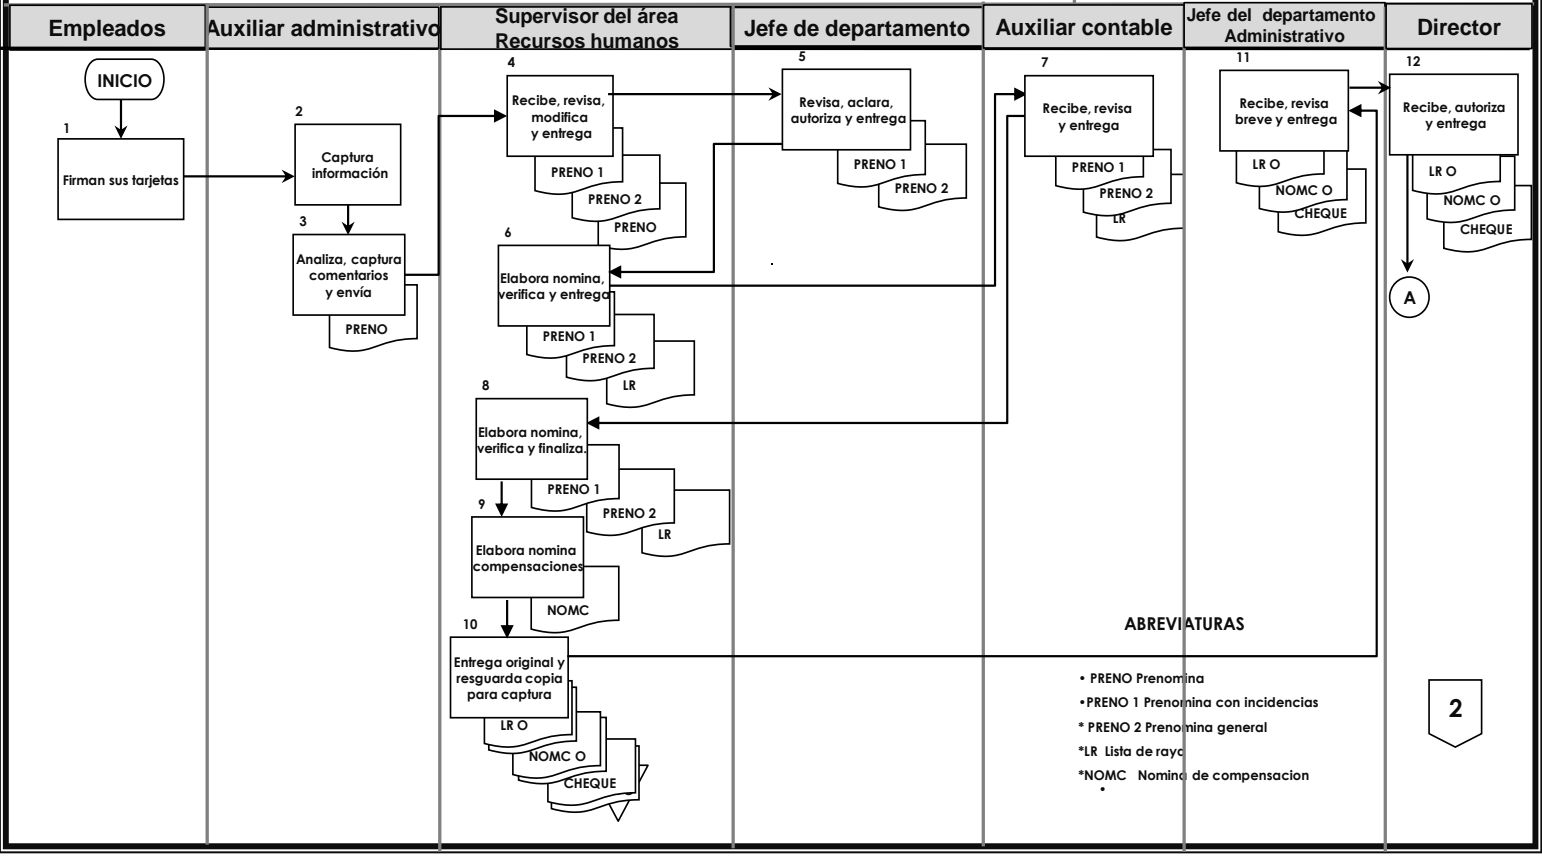 Empleados
Auxiliar administrativo
Supervisor del área
Recursos humanos
Jefe de departamento
Auxiliar contable
Jefe del departamento
Administrativo
Director
INICIO
1
Firman sus tarjetas
2
Captura
información
3
Analiza, captura
comentarios
y envía
PRENO
4
Recibe, revisa,
modifica
y entrega
PRENO 1
PRENO 2
PRENO
5
Revisa, aclara,
autoriza y entrega
PRENO 1
PRENO 2
6
Elabora nomina,
verifica y entrega
PRENO 1
PRENO 2
LR
7
Recibe, revisa
y entrega
PRENO 1
PRENO 2
LR
8
Elabora nomina,
verifica y finaliza.
PRENO 1
PRENO 2
LR
9
Elabora nomina
compensaciones
NOMC
10
Entrega original y
resguarda copia
para captura
LR O
NOMC O
CHEQUE
11
Recibe, revisa
breve y entrega
LR O
NOMC O
CHEQUE
12
Recibe, autoriza
y entrega
LR O
NOMC O
CHEQUE
A
ABREVIATURAS
• PRENO Prenomina
•PRENO 1 Prenomina con incidencias
* PRENO 2 Prenomina general
*LR Lista de raya
*NOMC Nomina de compensacion
•
2